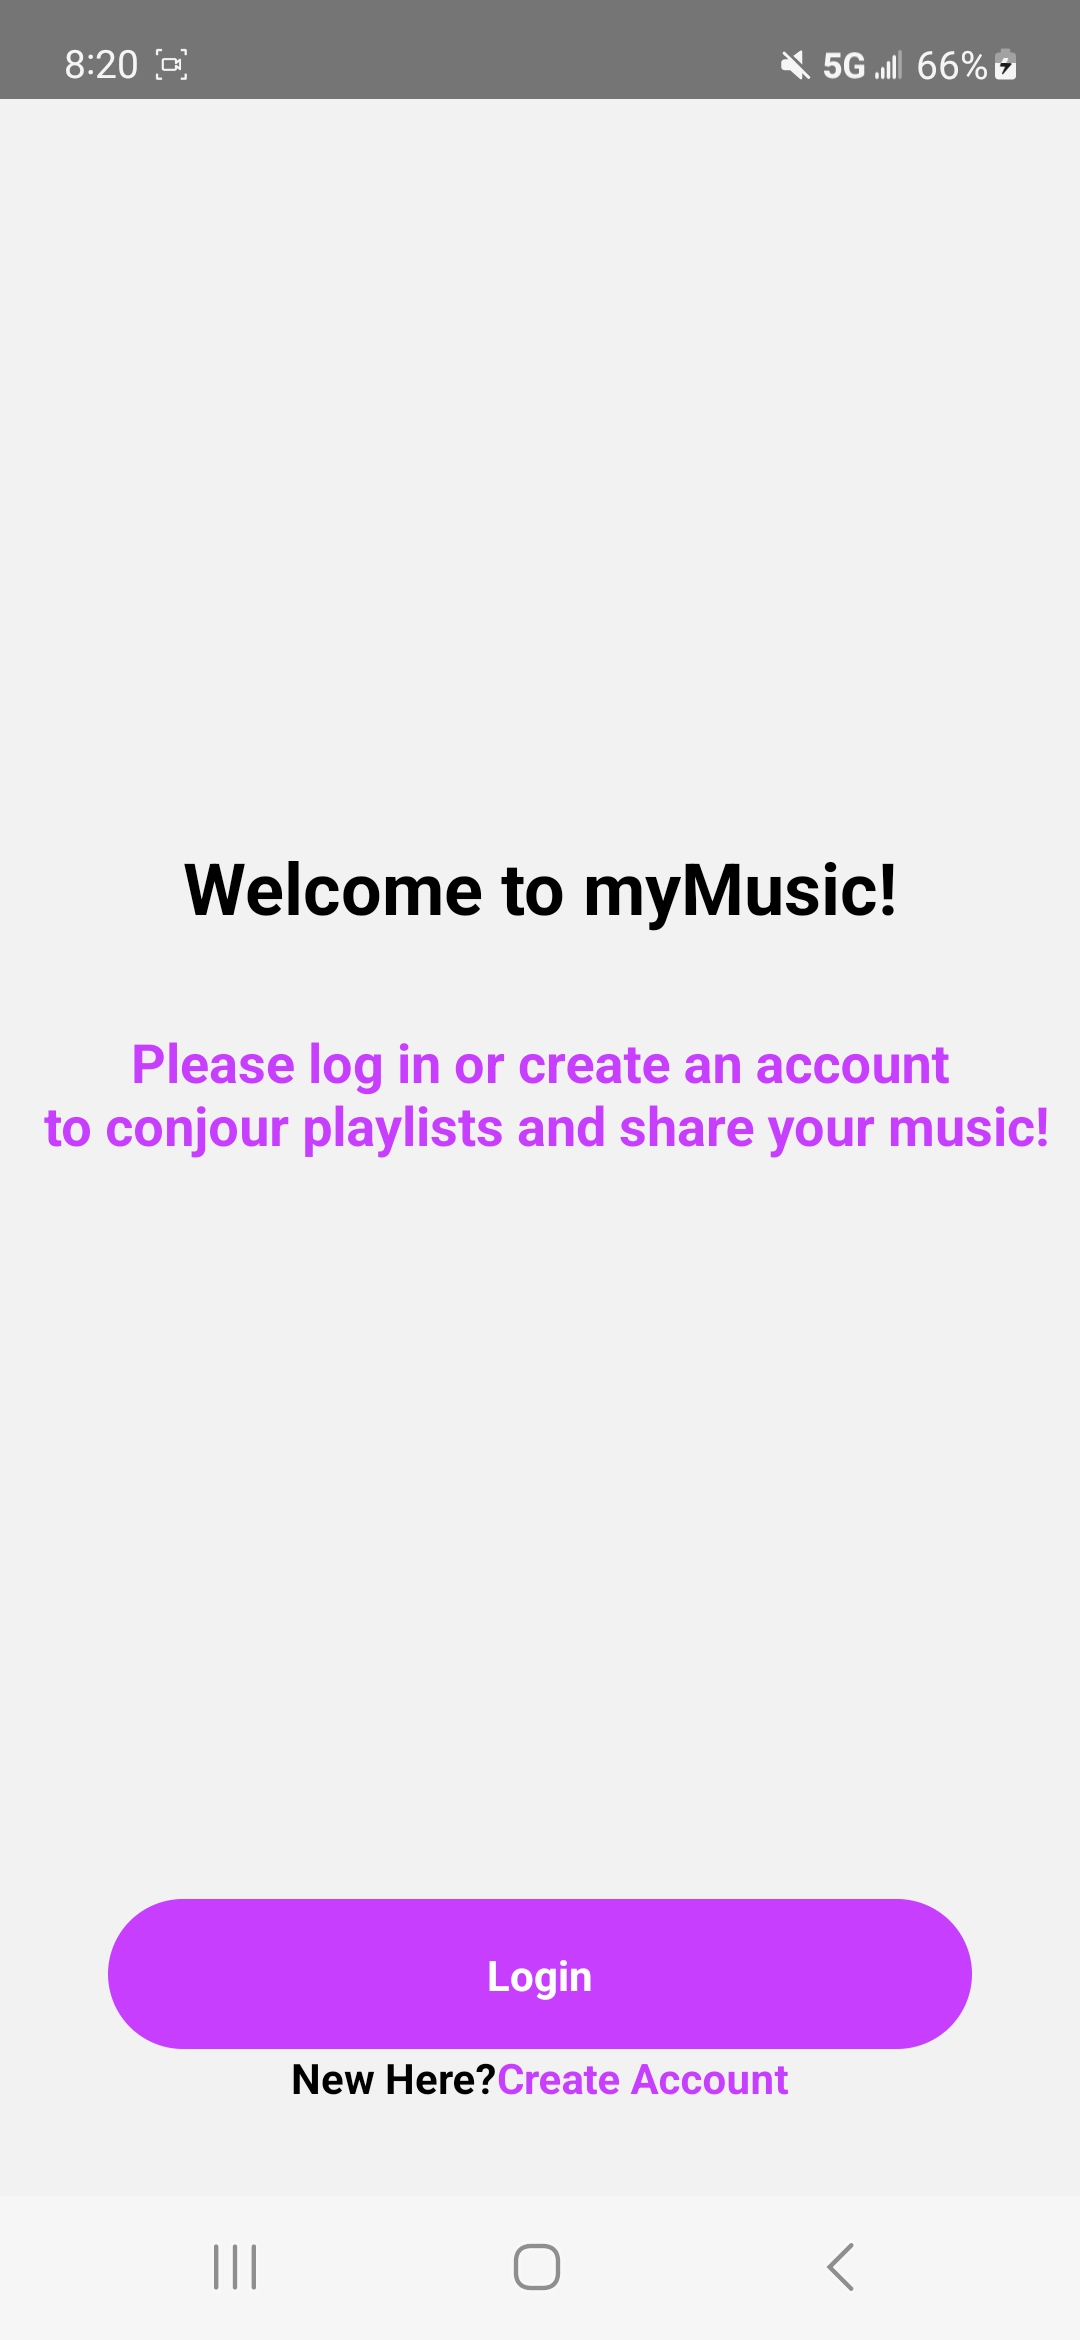 8:20 5G 66%
Welcome to myMusic!
Please log in or create an account
to conjour playlists and share your music!
Login
New Here?Create Account